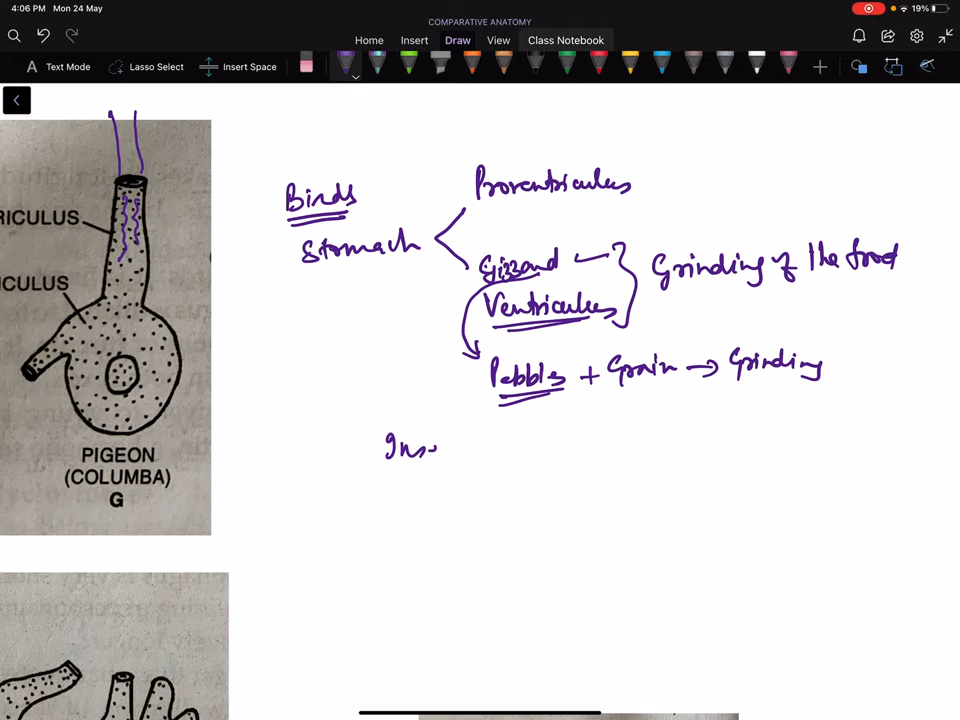 4:06 PM Mon 24 May
19%
COMPARATIVE ANATOMY
Home Insert Draw View Class Notebook
Text Mode Lasso Select Insert Space
RICULUS
ICULUS
PIGEON
(COLUMBA)
G
Birds
Stomach
Proventriculus
Gizzard
Ventriculus
Grinding of the food
Pebbles + Grain → Grinding
Ins